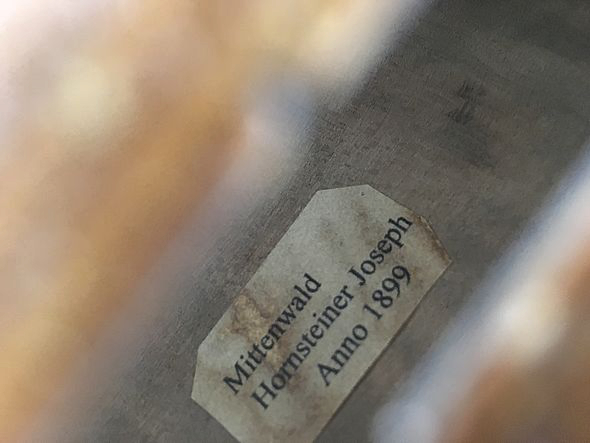 Mittenwald
Hornsteiner Joseph
Anno 1899